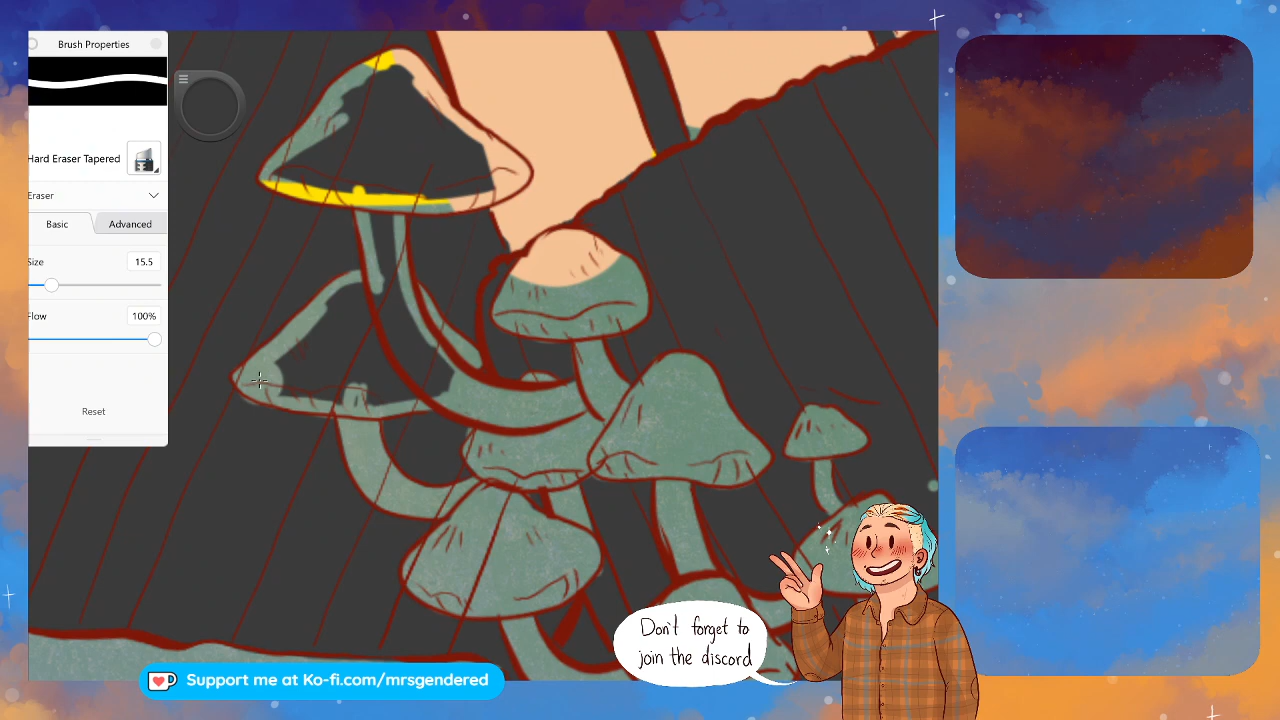 Brush Properties
Hard Eraser Tapered
Eraser
Basic
Advanced
Size
15.5
Flow
100%
Reset
Don't forget to
join the discord
Support me at Ko-fi.com/mrsgendered